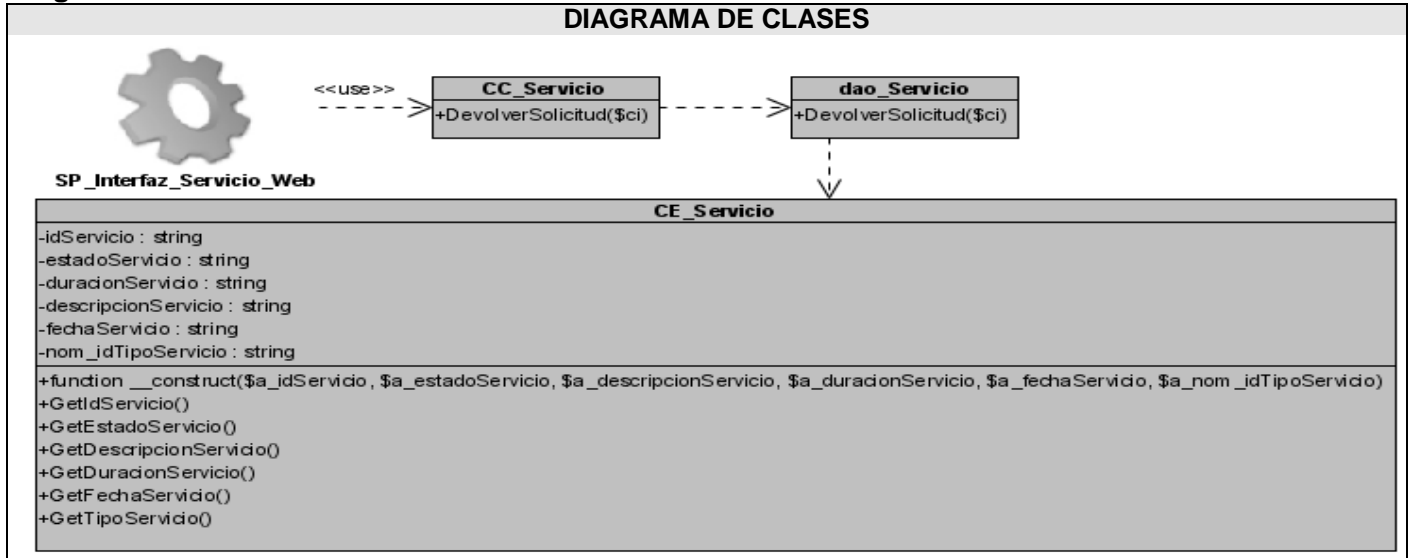 DIAGRAMA DE CLASES
<<use>>
CC_Servicio
+DevolverSolicitud($ci)
dao_Servicio
+DevolverSolicitud($ci)
SP_Interfaz_Servicio_Web
CE_Servicio
-idServicio : string
-estadoServicio : string
-duracionServicio : string
-descripcionServicio : string
-fechaServicio : string
-nom_idTipoServicio : string
+function __construct($a_idServicio, $a_estadoServicio, $a_descripcionServicio, $a_duracionServicio, $a_fechaServicio, $a_nom_idTipoServicio)
+GetIdServicio()
+GetEstadoServicio()
+GetDescripcionServicio()
+GetDuracionServicio()
+GetFechaServicio()
+GetTipoServicio()